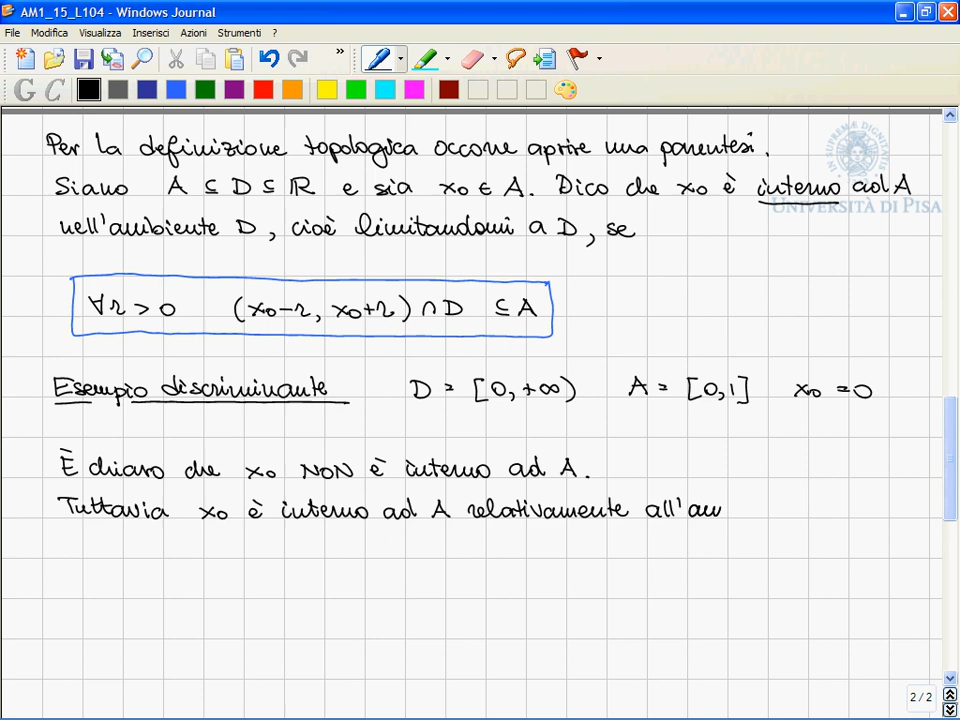 AM1_15_L104 - Windows Journal
File Modifica Visualizza Inserisci Azioni Strumenti ?
G C
Per la definizione topologica occorre aprire una parentesi.
Siano A ⊆ D ⊆ ℝ e sia x₀ ∈ A. Dico che x₀ è interno ad A
nell'ambiente D, cioè limitandomi a D, se
∀ r > 0 (x₀-r, x₀+r) ∩ D ⊆ A
Esempio discriminante D = [0, +∞) A = [0,1] x₀ = 0
È chiaro che x₀ NON è interno ad A.
Tuttavia x₀ è interno ad A relativamente all'am
IN SUPREMÆ DIGNITATIS
UNIVERSITÀ DI PISA
2 / 2